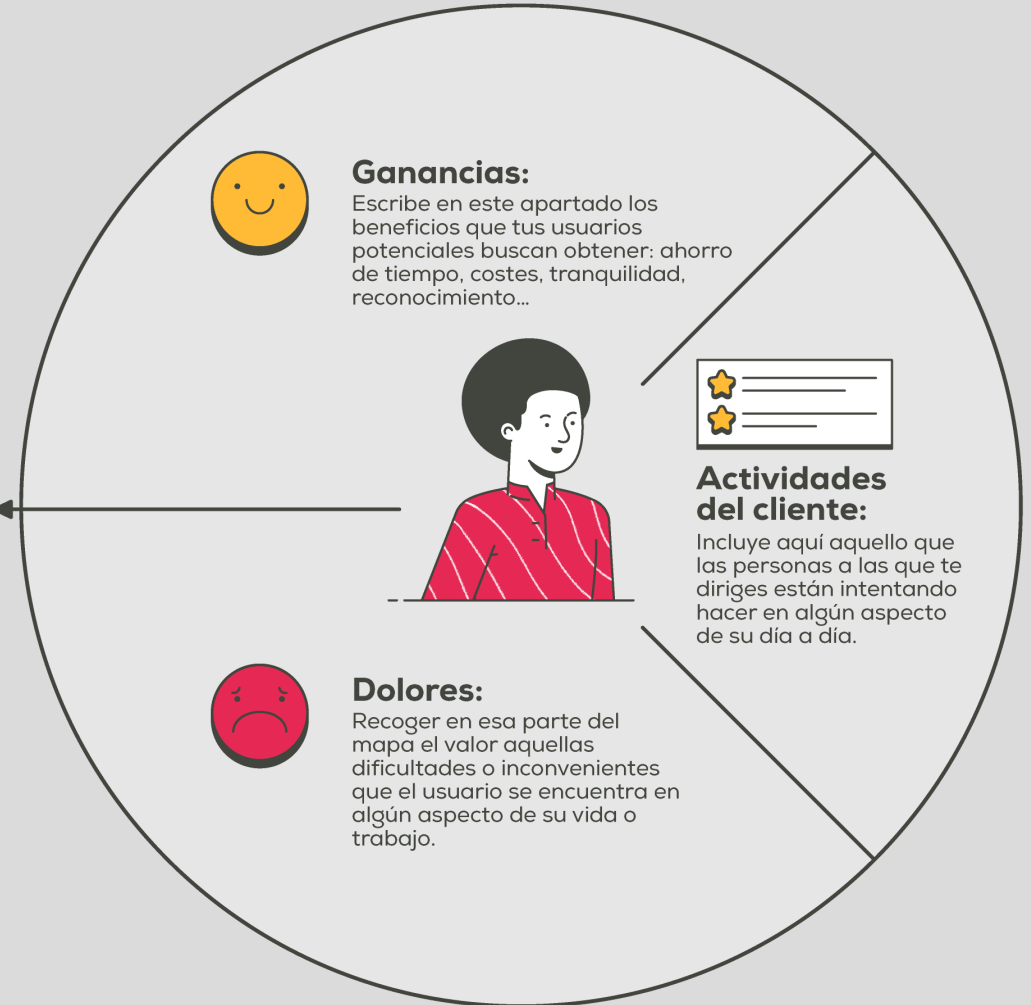 Ganancias:
Escribe en este apartado los
beneficios que tus usuarios
potenciales buscan obtener: ahorro
de tiempo, costes, tranquilidad,
reconocimiento...
Actividades
del cliente:
Incluye aquí aquello que
las personas a las que te
diriges están intentando
hacer en algún aspecto
de su día a día.
Dolores:
Recoger en esa parte del
mapa el valor aquellas
dificultades o inconvenientes
que el usuario se encuentra en
algún aspecto de su vida o
trabajo.